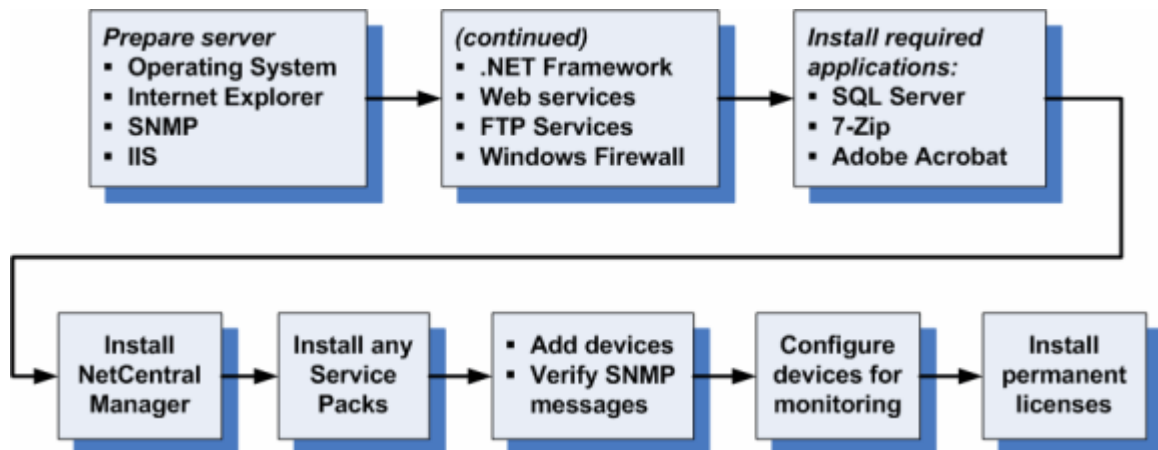 Prepare server
▪ Operating System
▪ Internet Explorer
▪ SNMP
▪ IIS
(continued)
▪ .NET Framework
▪ Web services
▪ FTP Services
▪ Windows Firewall
Install required
applications:
▪ SQL Server
▪ 7-Zip
▪ Adobe Acrobat
Install
NetCentral
Manager
Install any
Service
Packs
▪ Add devices
▪ Verify SNMP
messages
Configure
devices for
monitoring
Install
permanent
licenses